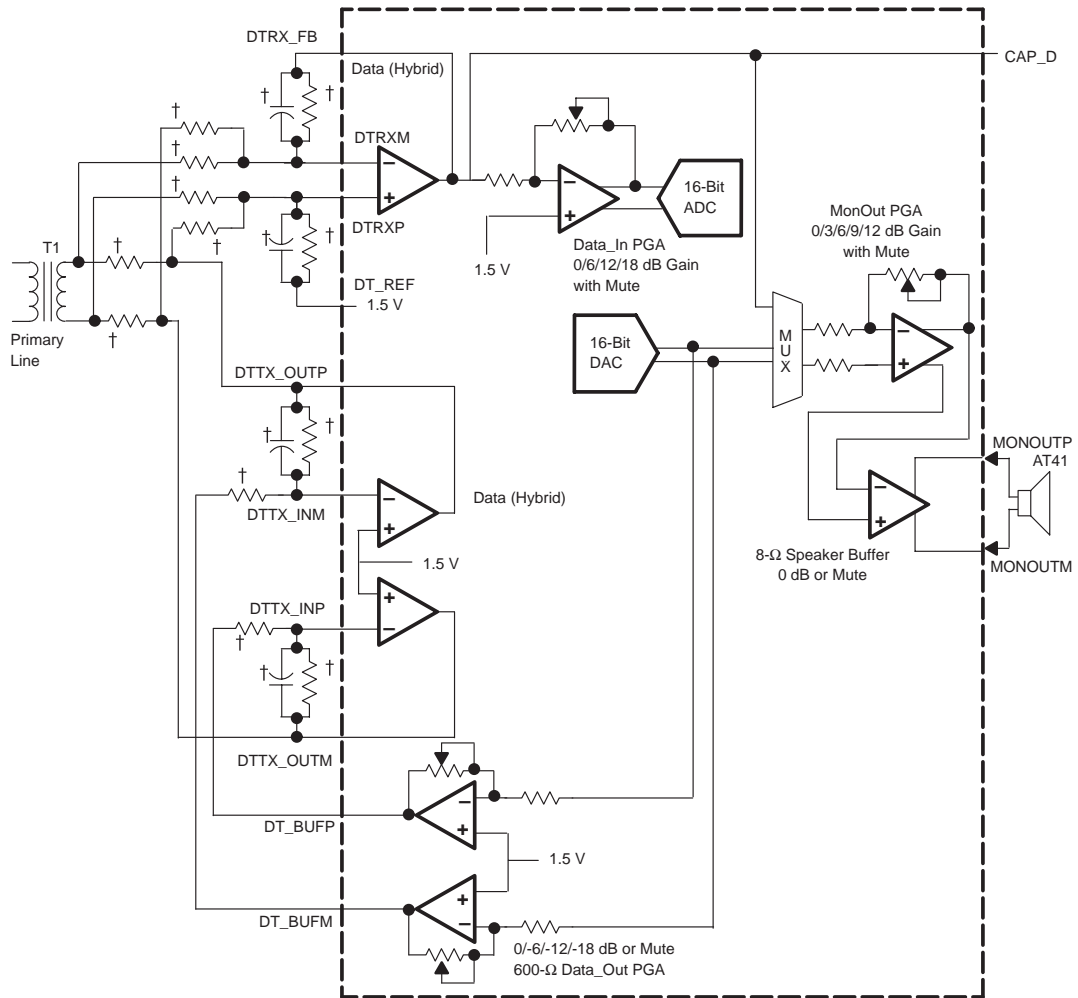 DTRX_FB
Data (Hybrid)
CAP_D
†
†
†
†
†
DTRXM
−
+
16-Bit
ADC
†
†
†
†
DTRXP
−
+
1.5 V
Data_In PGA
0/6/12/18 dB Gain
with Mute
MonOut PGA
0/3/6/9/12 dB Gain
with Mute
T1
†
†
DT_REF
1.5 V
Primary
Line
16-Bit
DAC
MUX
−
+
DTTX_OUTP
†
†
†
DTTX_INM
−
+
Data (Hybrid)
MONOUTP
AT41
−
+
8-Ω Speaker Buffer
0 dB or Mute
MONOUTM
1.5 V
DTTX_INP
†
+
−
†
†
DTTX_OUTM
DT_BUFP
−
+
1.5 V
DT_BUFM
+
−
0/-6/-12/-18 dB or Mute
600-Ω Data_Out PGA